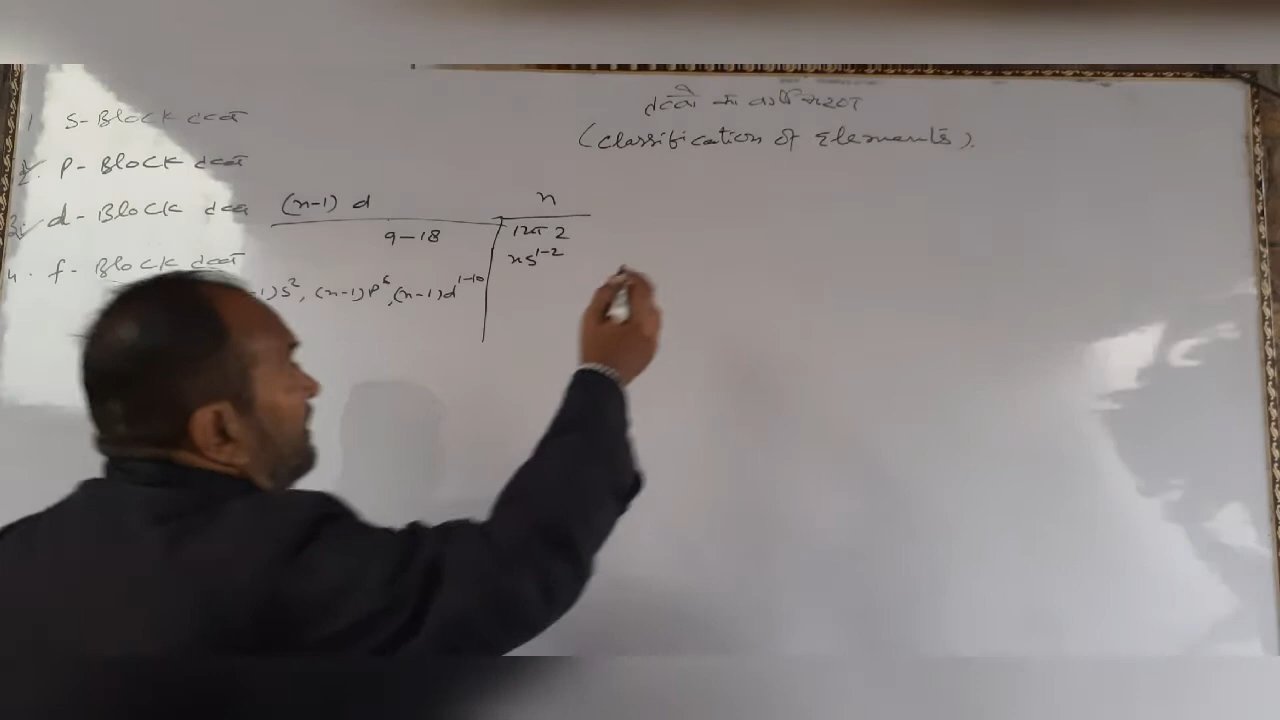 तत्वों का वर्गीकरण
(Classification of Elements).
1. S-Block तत्व
2. P-Block तत्व
3. d-Block तत्व
4. f-Block तत्व
(n-1) d
n
9-18
1या 2
-1)S², (n-1)P⁶, (n-1)d¹⁻¹⁰
ns¹⁻²